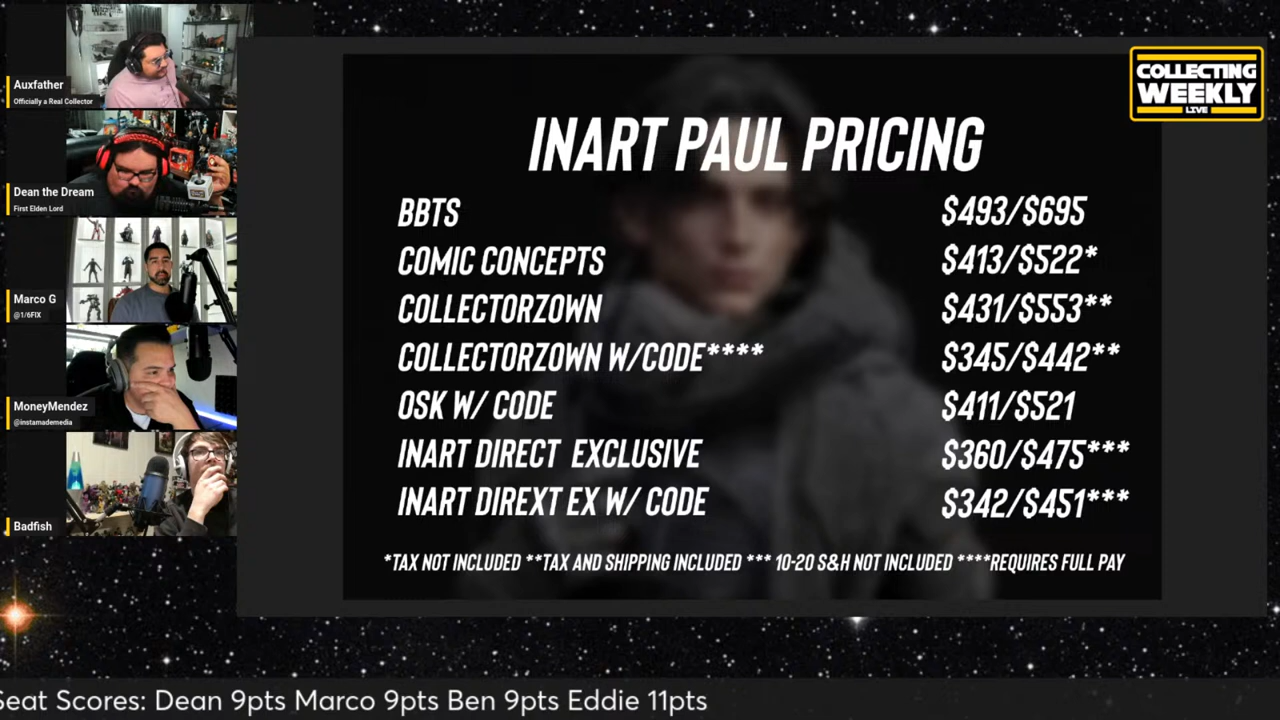 Auxfather
Officially a Real Collector
Dean the Dream
First Elden Lord
Marco G
@1/6FIX
MoneyMendez
@instamademedia
Badfish
COLLECTING
WEEKLY
LIVE
INART PAUL PRICING
BBTS $493/$695
COMIC CONCEPTS $413/$522*
COLLECTORZOWN $431/$553**
COLLECTORZOWN W/CODE**** $345/$442**
OSK W/ CODE $411/$521
INART DIRECT EXCLUSIVE $360/$475***
INART DIREXT EX W/ CODE $342/$451***
*TAX NOT INCLUDED **TAX AND SHIPPING INCLUDED *** 10-20 S&H NOT INCLUDED ****REQUIRES FULL PAY
Seat Scores: Dean 9pts Marco 9pts Ben 9pts Eddie 11pts